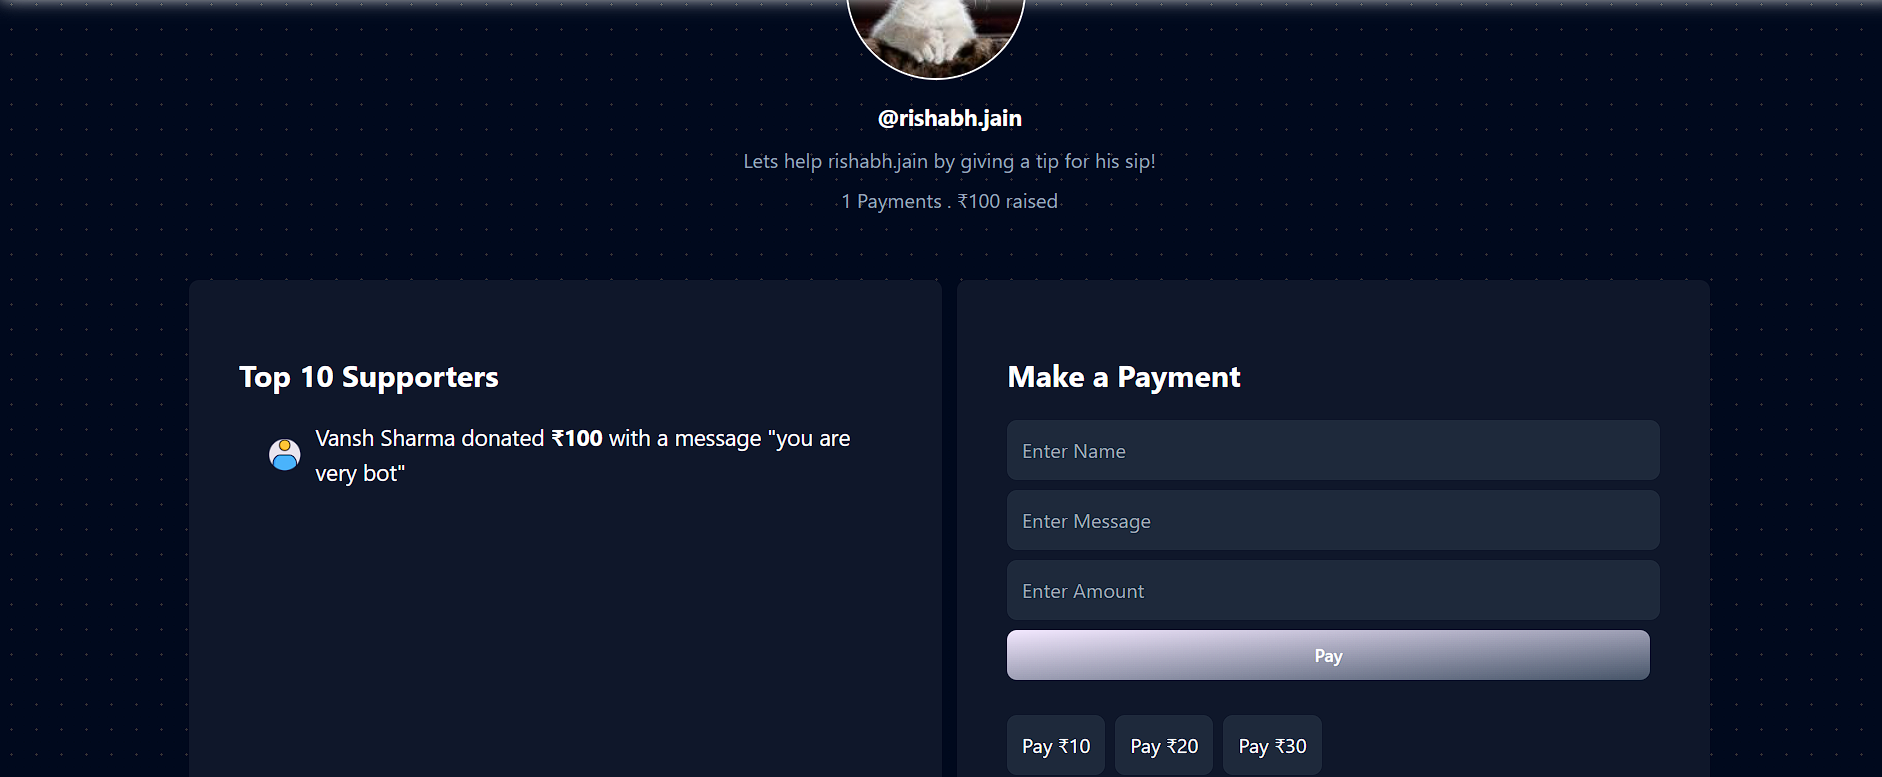 @rishabh.jain
Lets help rishabh.jain by giving a tip for his sip!
1 Payments . ₹100 raised
Top 10 Supporters
Vansh Sharma donated ₹100 with a message "you are
very bot"
Make a Payment
Enter Name
Enter Message
Enter Amount
Pay
Pay ₹10
Pay ₹20
Pay ₹30